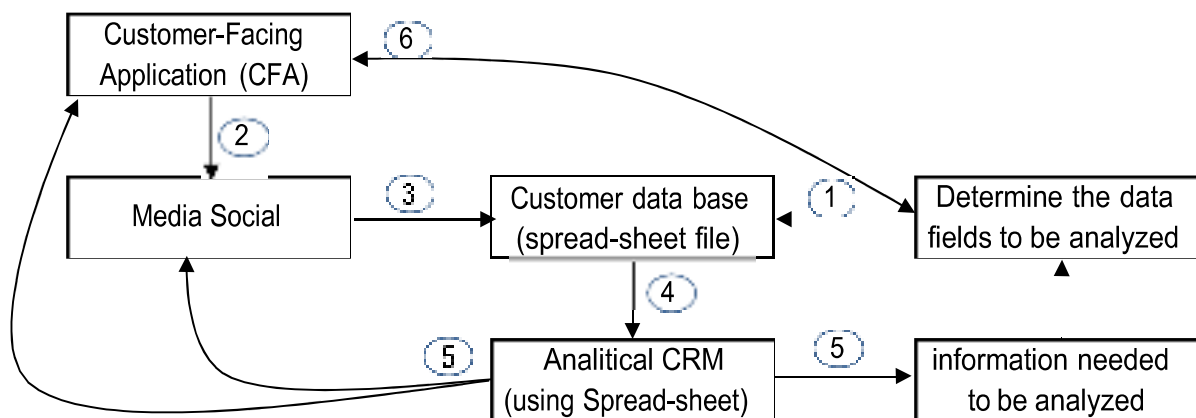 Customer-Facing
Application (CFA)
6
2
Media Social
3
Customer data base
(spread-sheet file)
1
Determine the data
fields to be analyzed
4
5
Analitical CRM
(using Spread-sheet)
5
information needed
to be analyzed